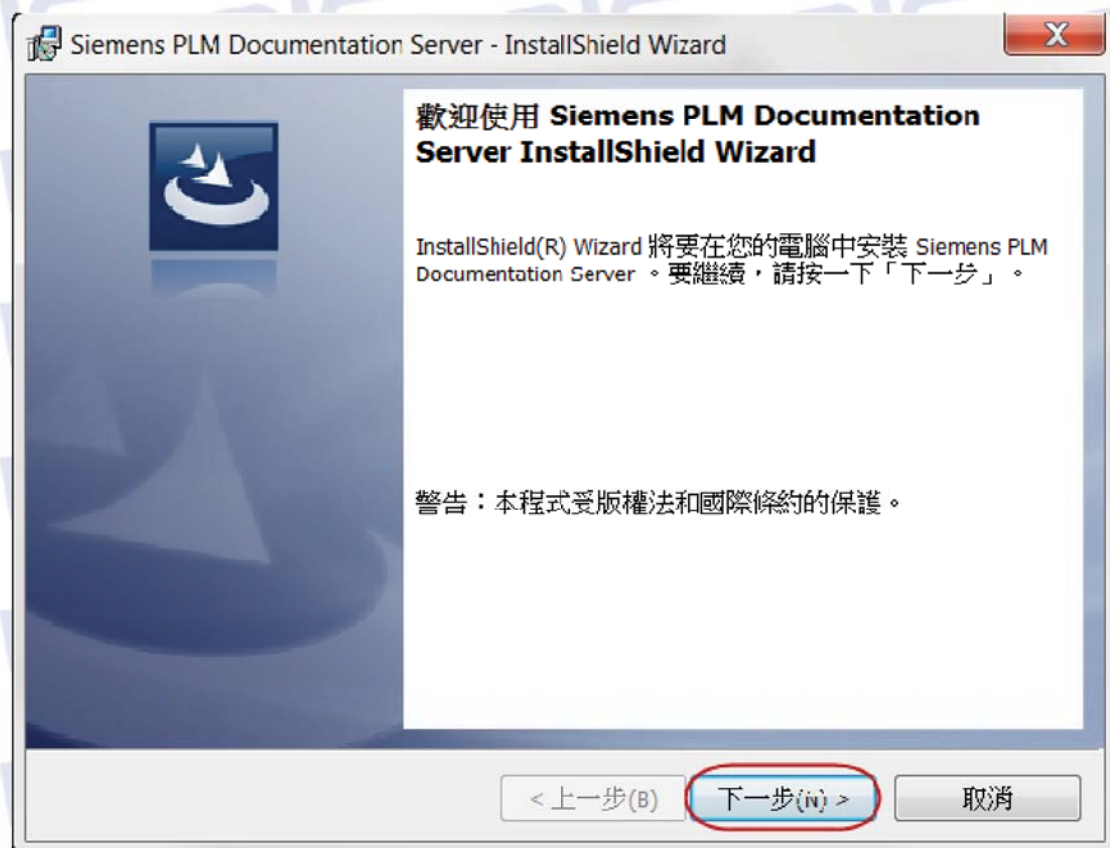 Siemens PLM Documentation Server - InstallShield Wizard
歡迎使用 Siemens PLM Documentation
Server InstallShield Wizard
InstallShield(R) Wizard 將要在您的電腦中安裝 Siemens PLM
Documentation Server 。要繼續，請按一下「下一步」。
警告：本程式受版權法和國際條約的保護。
< 上一步(B)
下一步(N) >
取消